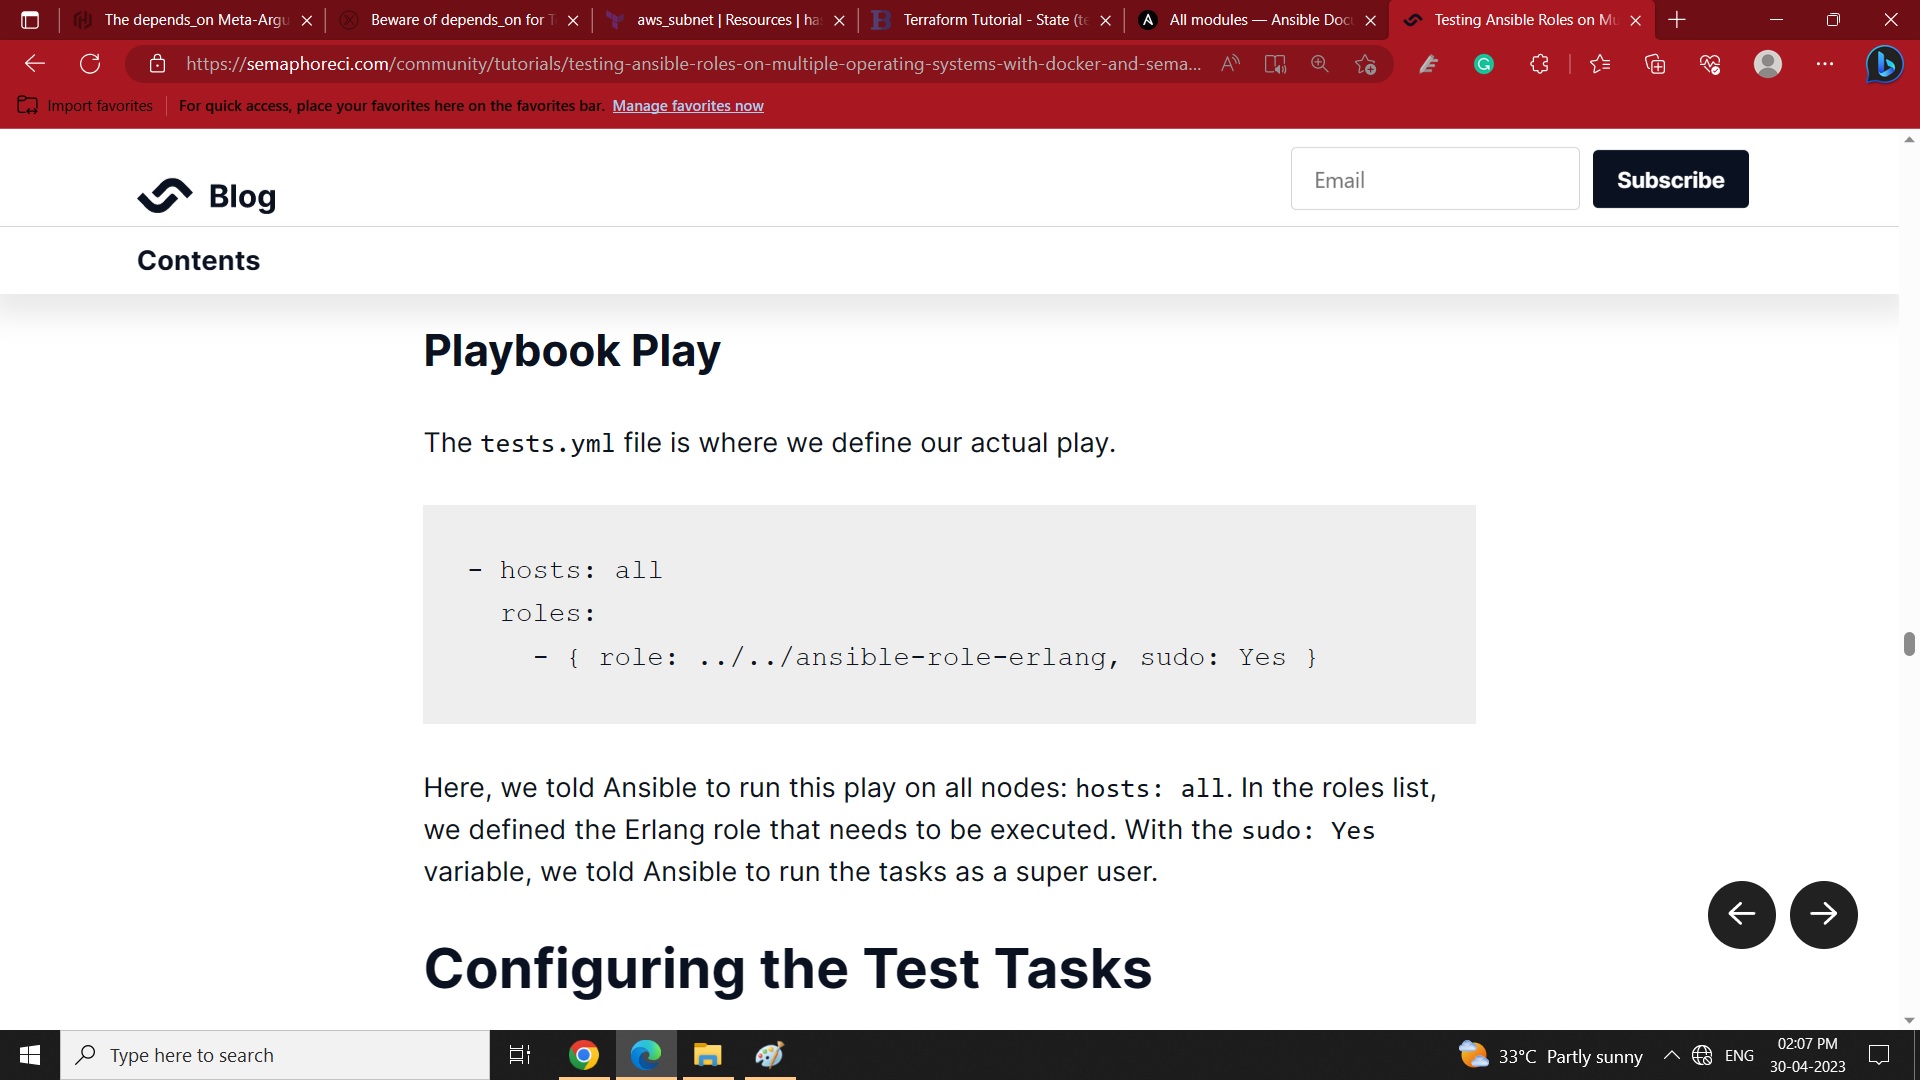 The depends_on Meta-Argu
Beware of depends_on for T
aws_subnet | Resources | ha
Terraform Tutorial - State (te
All modules — Ansible Doc
Testing Ansible Roles on Mu
https://semaphoreci.com/community/tutorials/testing-ansible-roles-on-multiple-operating-systems-with-docker-and-sema...
Import favorites
For quick access, place your favorites here on the favorites bar. Manage favorites now
Blog
Email
Subscribe
Contents
Playbook Play
The tests.yml file is where we define our actual play.
- hosts: all
roles:
- { role: ../../ansible-role-erlang, sudo: Yes }
Here, we told Ansible to run this play on all nodes: hosts: all. In the roles list,
we defined the Erlang role that needs to be executed. With the sudo: Yes
variable, we told Ansible to run the tasks as a super user.
Configuring the Test Tasks
Type here to search
33°C Partly sunny
ENG
02:07 PM
30-04-2023